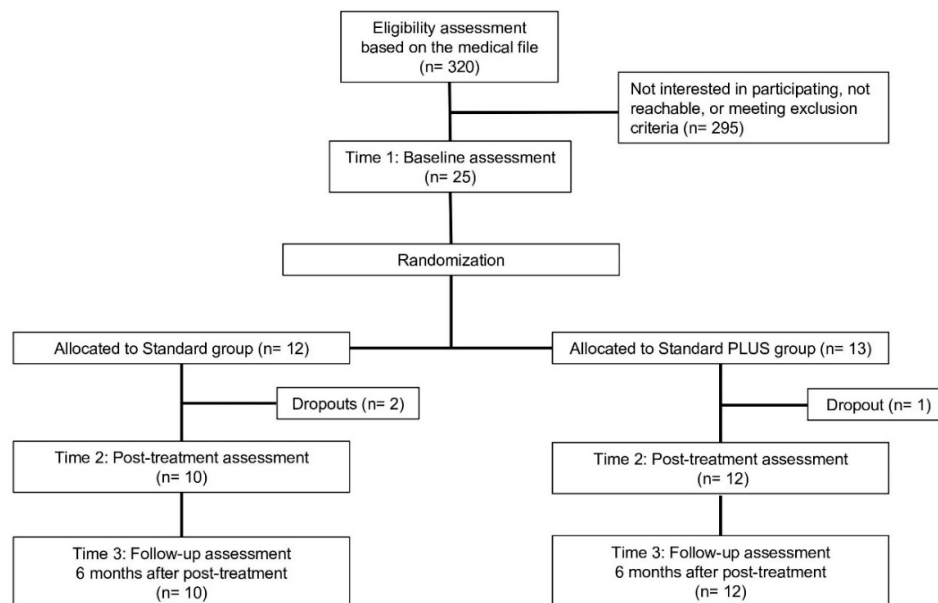 Eligibility assessment
based on the medical file
(n= 320)
Not interested in participating, not
reachable, or meeting exclusion
criteria (n= 295)
Time 1: Baseline assessment
(n= 25)
Randomization
Allocated to Standard group (n= 12)
Allocated to Standard PLUS group (n= 13)
Dropouts (n= 2)
Dropout (n= 1)
Time 2: Post-treatment assessment
(n= 10)
Time 2: Post-treatment assessment
(n= 12)
Time 3: Follow-up assessment
6 months after post-treatment
(n= 10)
Time 3: Follow-up assessment
6 months after post-treatment
(n= 12)